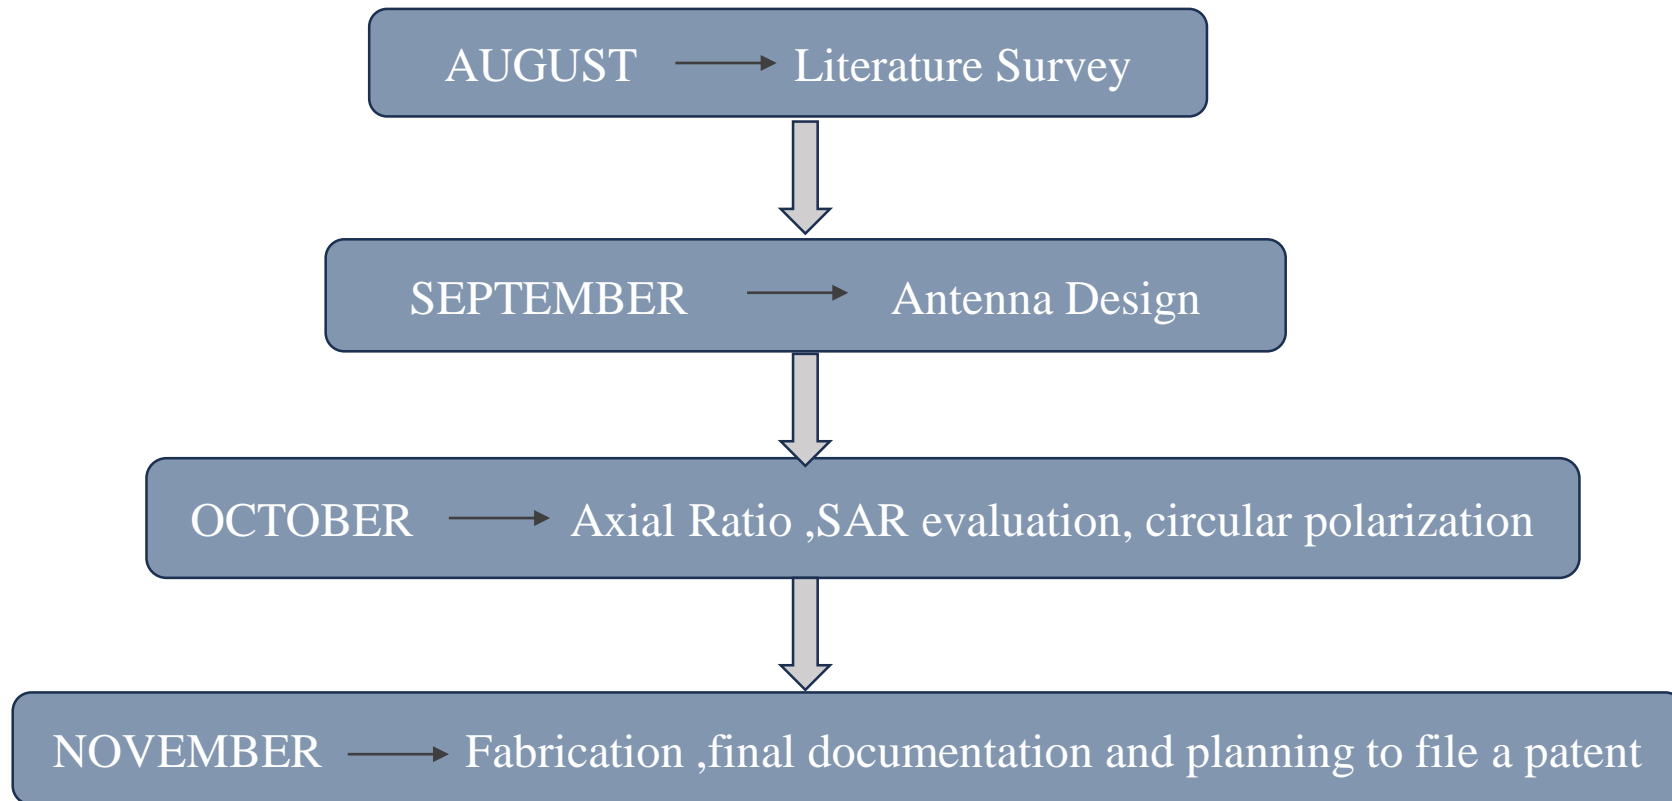 AUGUST Literature Survey
SEPTEMBER Antenna Design
OCTOBER Axial Ratio ,SAR evaluation, circular polarization
NOVEMBER Fabrication ,final documentation and planning to file a patent